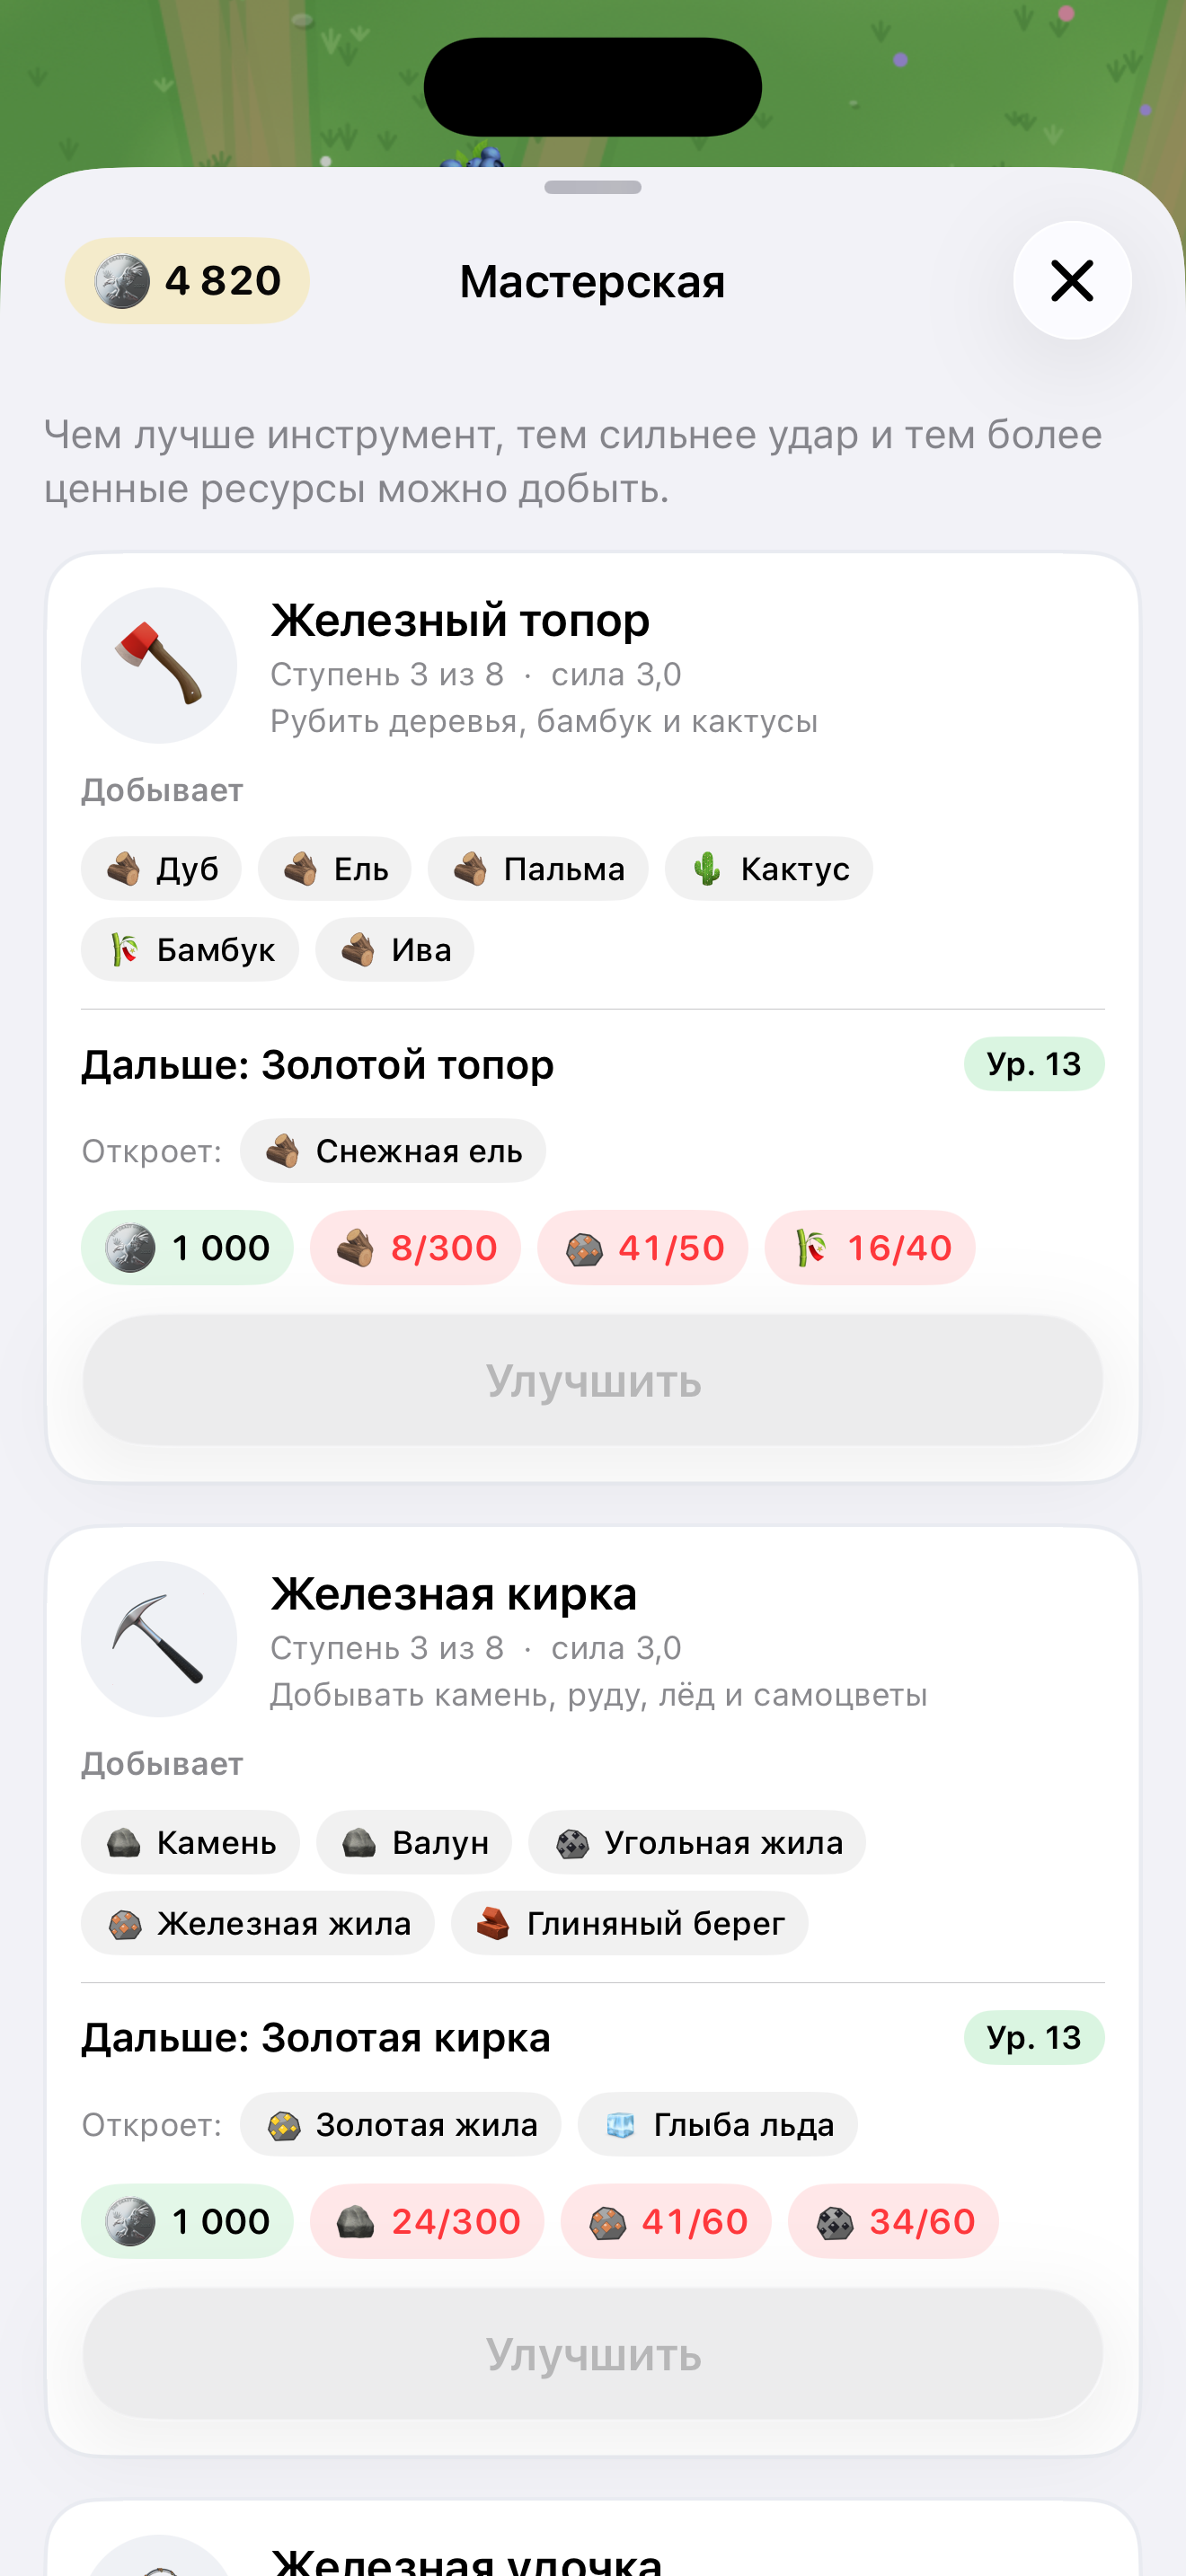 4 820
Мастерская
Чем лучше инструмент, тем сильнее удар и тем более
ценные ресурсы можно добыть.
Железный топор
Ступень 3 из 8 · сила 3,0
Рубить деревья, бамбук и кактусы
Добывает
Дуб
Ель
Пальма
Кактус
Бамбук
Ива
Дальше: Золотой топор
Ур. 13
Откроет:
Снежная ель
1 000
8/300
41/50
16/40
Улучшить
Железная кирка
Ступень 3 из 8 · сила 3,0
Добывать камень, руду, лёд и самоцветы
Добывает
Камень
Валун
Угольная жила
Железная жила
Глиняный берег
Дальше: Золотая кирка
Ур. 13
Откроет:
Золотая жила
Глыба льда
1 000
24/300
41/60
34/60
Улучшить
Железная удочка